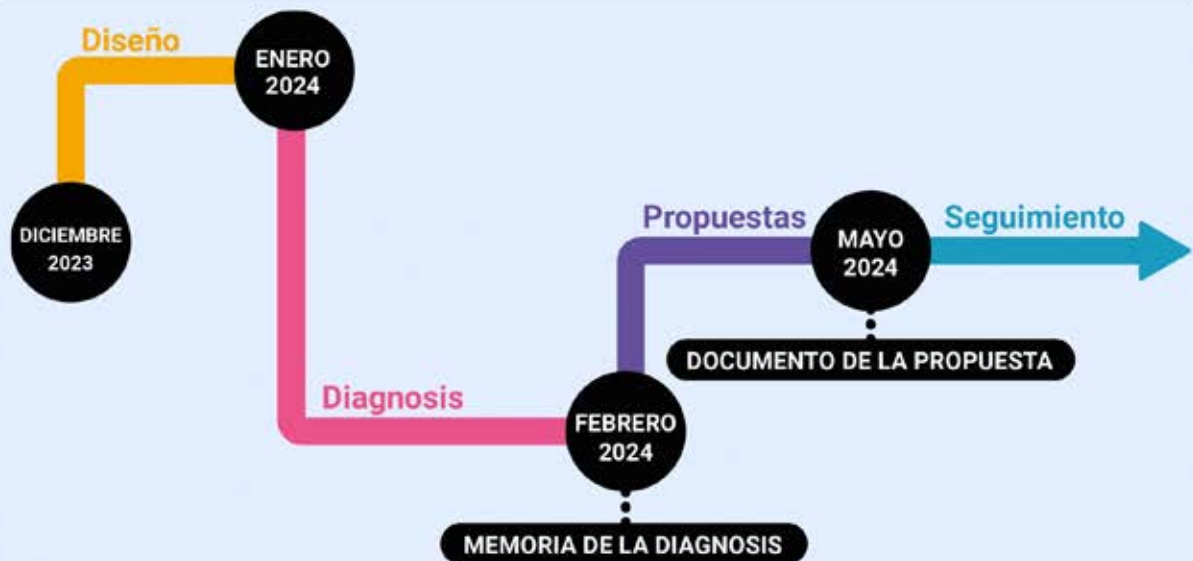 Diseño
ENERO
2024
DICIEMBRE
2023
Propuestas
MAYO
2024
Seguimiento
DOCUMENTO DE LA PROPUESTA
Diagnosis
FEBRERO
2024
MEMORIA DE LA DIAGNOSIS